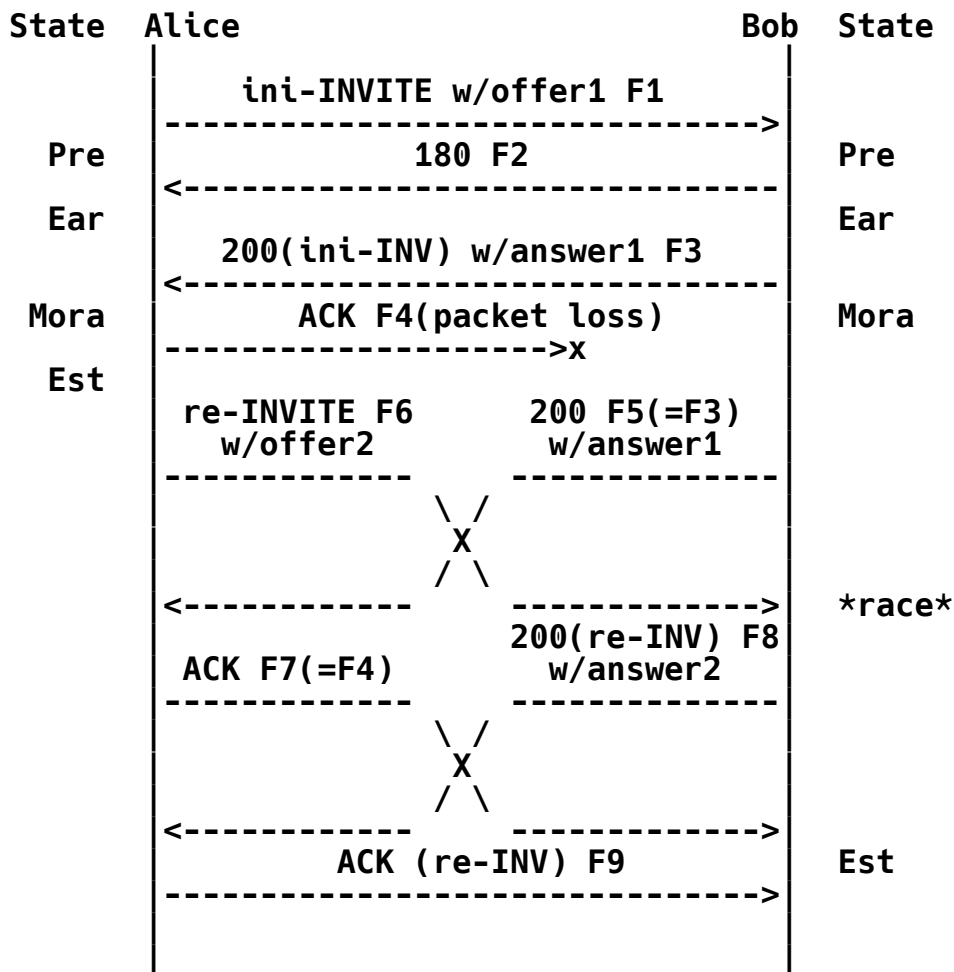 State  Alice                          Bob  State
ini-INVITE w/offer1 F1
------------------------------->
Pre                180 F2                Pre
<-------------------------------
Ear                                      Ear
200(ini-INV) w/answer1 F3
<-------------------------------
Mora          ACK F4(packet loss)         Mora
-------------------->x
Est
re-INVITE F6      200 F5(=F3)
w/offer2         w/answer1
-------------     --------------
\ /
X
/ \
<------------     ------------->   *race*
200(re-INV) F8
ACK F7(=F4)        w/answer2
-------------     --------------
\ /
X
/ \
<------------     ------------->
ACK (re-INV) F9           Est
------------------------------->